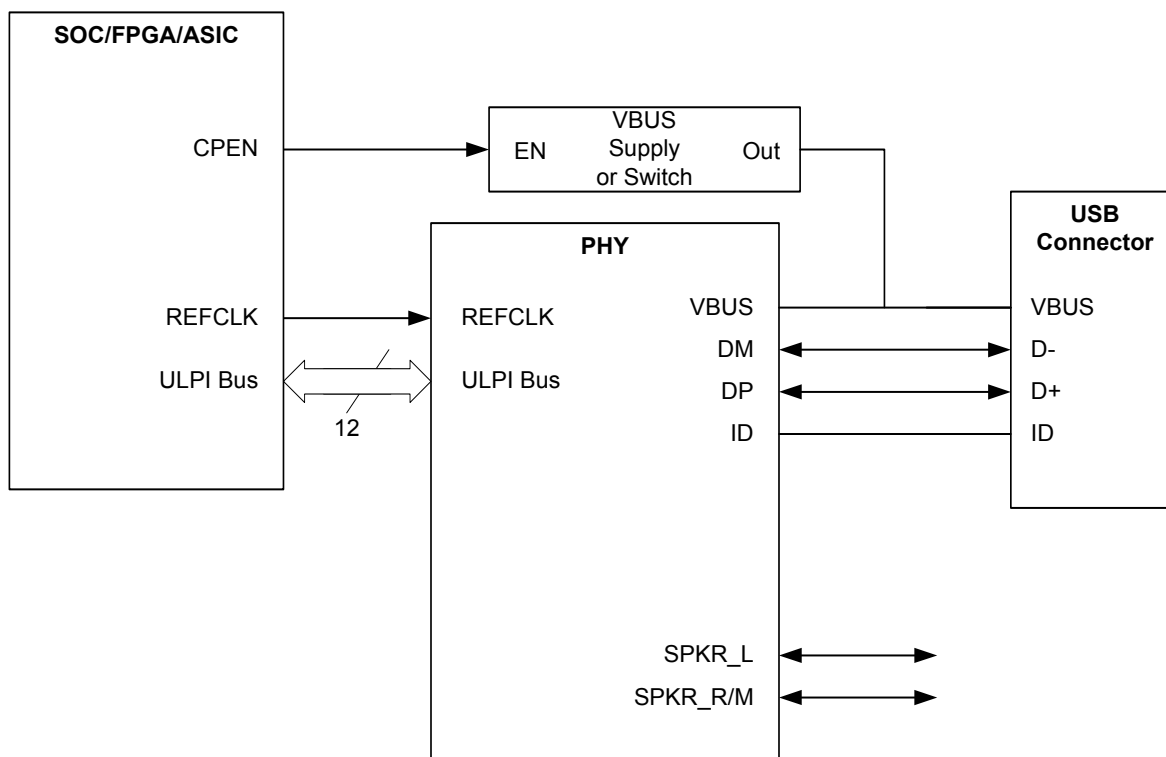 SOC/FPGA/ASIC
CPEN
REFCLK
ULPI Bus
12
EN
VBUS
Supply
or Switch
Out
PHY
REFCLK
ULPI Bus
VBUS
DM
DP
ID
SPKR_L
SPKR_R/M
USB
Connector
VBUS
D-
D+
ID